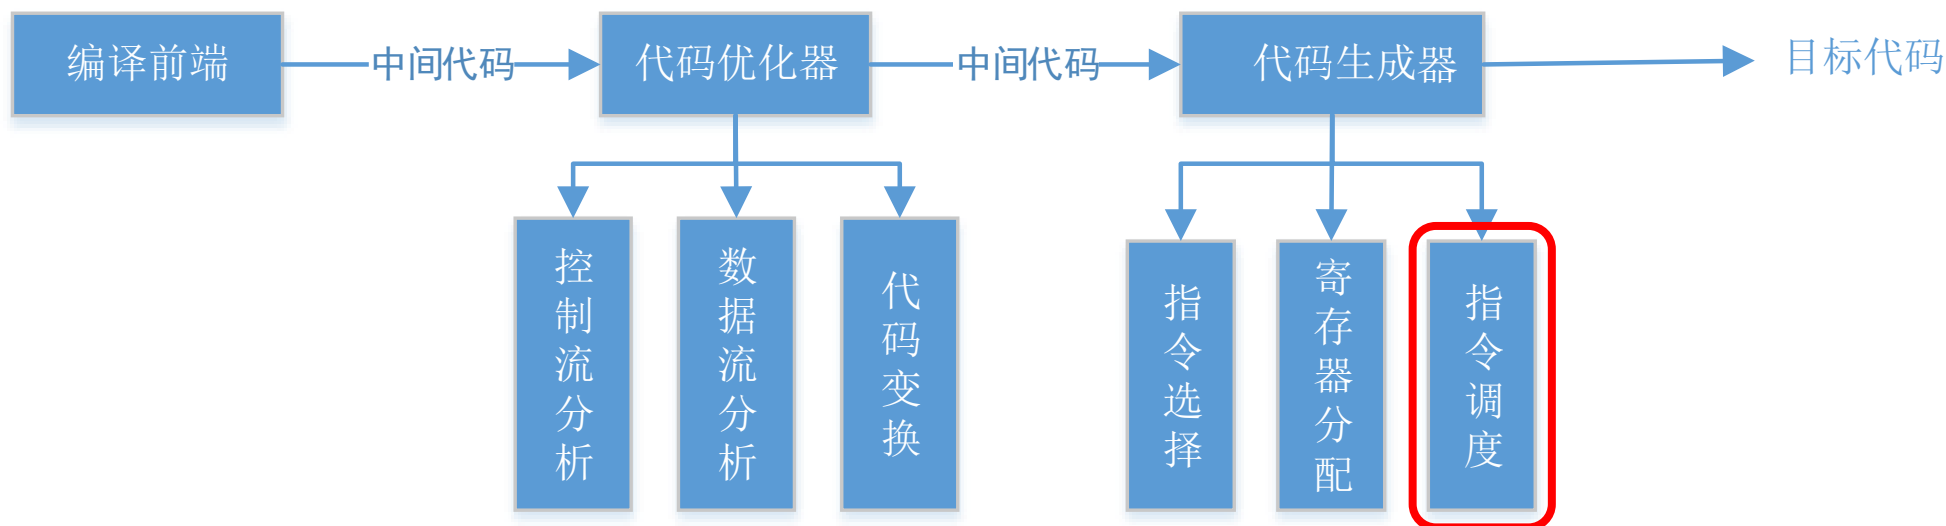 编译前端
中间代码
代码优化器
中间代码
代码生成器
目标代码
控制流分析
数据流分析
代码变换
指令选择
寄存器分配
指令调度